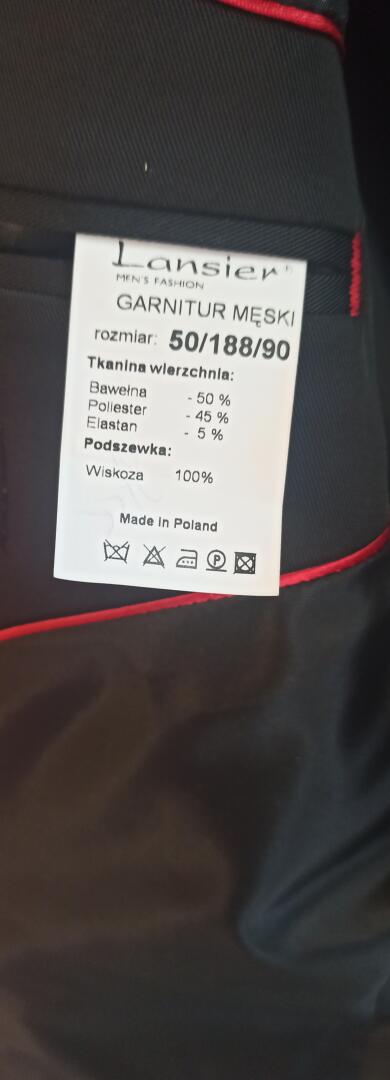 Lansier
MEN'S FASHION
GARNITUR MĘSKI
rozmiar: 50/188/90
Tkanina wierzchnia:
Bawełna - 50 %
Poliester - 45 %
Elastan - 5 %
Podszewka:
Wiskoza 100%
Made in Poland
P